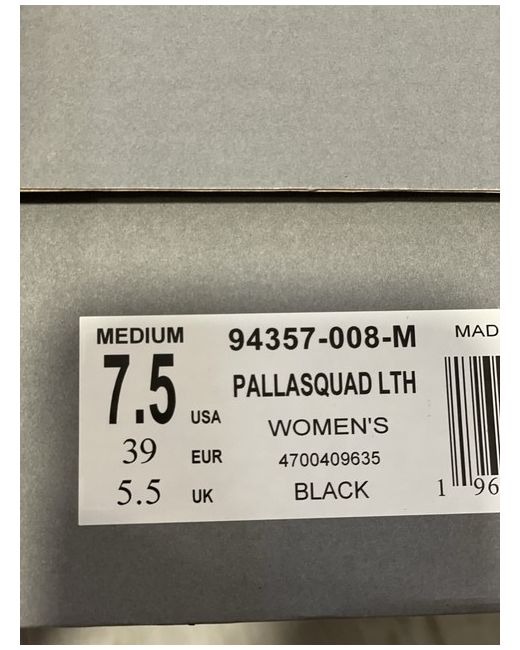 MEDIUM
7.5 USA
39 EUR
5.5 UK
94357-008-M
PALLASQUAD LTH
WOMEN'S
4700409635
BLACK
MAD
1 96